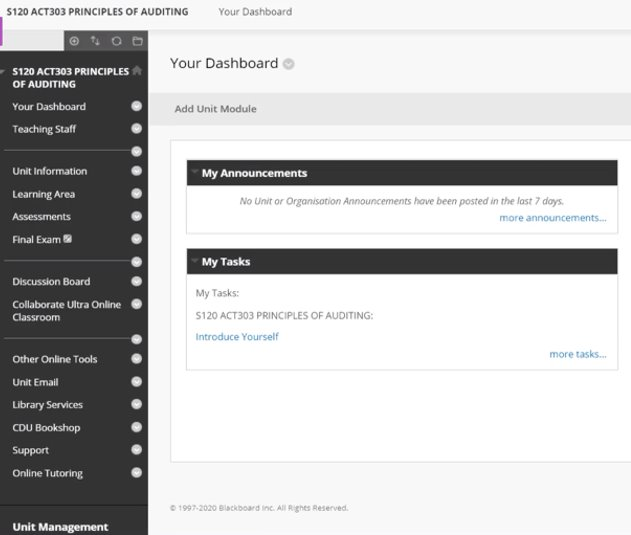 S120 ACT303 PRINCIPLES OF AUDITING
Your Dashboard
S120 ACT303 PRINCIPLES
OF AUDITING
Your Dashboard
Teaching Staff
Unit Information
Learning Area
Assessments
Final Exam
Discussion Board
Collaborate Ultra Online
Classroom
Other Online Tools
Unit Email
Library Services
CDU Bookshop
Support
Online Tutoring
Unit Management
Your Dashboard
Add Unit Module
My Announcements
No Unit or Organisation Announcements have been posted in the last 7 days.
more announcements...
My Tasks
My Tasks:
S120 ACT303 PRINCIPLES OF AUDITING:
Introduce Yourself
more tasks...
© 1997-2020 Blackboard Inc. All Rights Reserved.